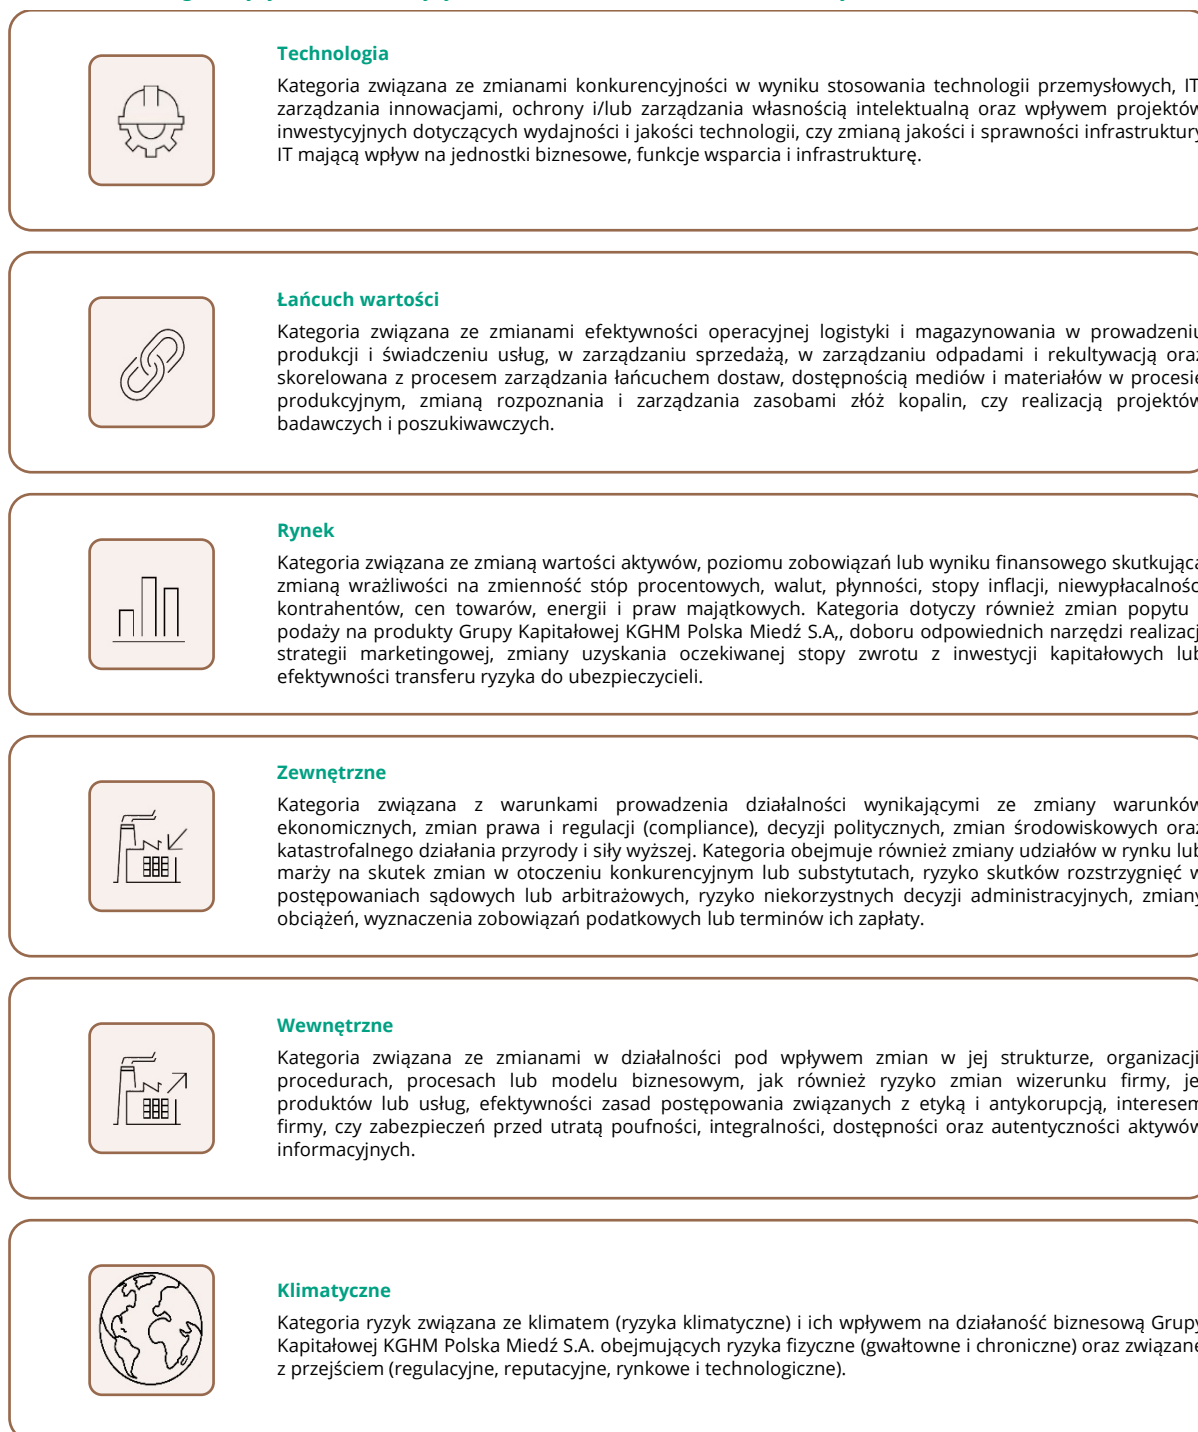 Technologia
Kategoria związana ze zmianami konkurencyjności w wyniku stosowania technologii przemysłowych, IT
zarządzania innowacjami, ochrony i/lub zarządzania własnością intelektualną oraz wpływem projektów
inwestycyjnych dotyczących wydajności i jakości technologii, czy zmianą jakości i sprawności infrastruktury
IT mającą wpływ na jednostki biznesowe, funkcje wsparcia i infrastrukturę.
Łańcuch wartości
Kategoria związana ze zmianami efektywności operacyjnej logistyki i magazynowania w prowadzeniu
produkcji i świadczeniu usług, w zarządzaniu sprzedażą, w zarządzaniu odpadami i rekultywacją oraz
skorelowana z procesem zarządzania łańcuchem dostaw, dostępnością mediów i materiałów w procesie
produkcyjnym, zmianą rozpoznania i zarządzania zasobami złóż kopalin, czy realizacją projektów
badawczych i poszukiwawczych.
Rynek
Kategoria związana ze zmianą wartości aktywów, poziomu zobowiązań lub wyniku finansowego skutkująca
zmianą wrażliwości na zmienność stóp procentowych, walut, płynności, stopy inflacji, niewypłacalnośc
kontrahentów, cen towarów, energii i praw majątkowych. Kategoria dotyczy również zmian popytu
podaży na produkty Grupy Kapitałowej KGHM Polska Miedź S.A,, doboru odpowiednich narzędzi realizacj
strategii marketingowej, zmiany uzyskania oczekiwanej stopy zwrotu z inwestycji kapitałowych lub
efektywności transferu ryzyka do ubezpieczycieli.
Zewnętrzne
Kategoria związana z warunkami prowadzenia działalności wynikającymi ze zmiany warunków
ekonomicznych, zmian prawa i regulacji (compliance), decyzji politycznych, zmian środowiskowych oraz
katastrofalnego działania przyrody i siły wyższej. Kategoria obejmuje również zmiany udziałów w rynku lub
marży na skutek zmian w otoczeniu konkurencyjnym lub substytutach, ryzyko skutków rozstrzygnięć w
postępowaniach sądowych lub arbitrażowych, ryzyko niekorzystnych decyzji administracyjnych, zmiany
obciążeń, wyznaczenia zobowiązań podatkowych lub terminów ich zapłaty.
Wewnętrzne
Kategoria związana ze zmianami w działalności pod wpływem zmian w jej strukturze, organizacji
procedurach, procesach lub modelu biznesowym, jak również ryzyko zmian wizerunku firmy, je
produktów lub usług, efektywności zasad postępowania związanych z etyką i antykorupcją, interesem
firmy, czy zabezpieczeń przed utratą poufności, integralności, dostępności oraz autentyczności aktywów
informacyjnych.
Klimatyczne
Kategoria ryzyk związana ze klimatem (ryzyka klimatyczne) i ich wpływem na działaność biznesową Grupy
Kapitałowej KGHM Polska Miedź S.A. obejmujących ryzyka fizyczne (gwałtowne i chroniczne) oraz związane
z przejściem (regulacyjne, reputacyjne, rynkowe i technologiczne).